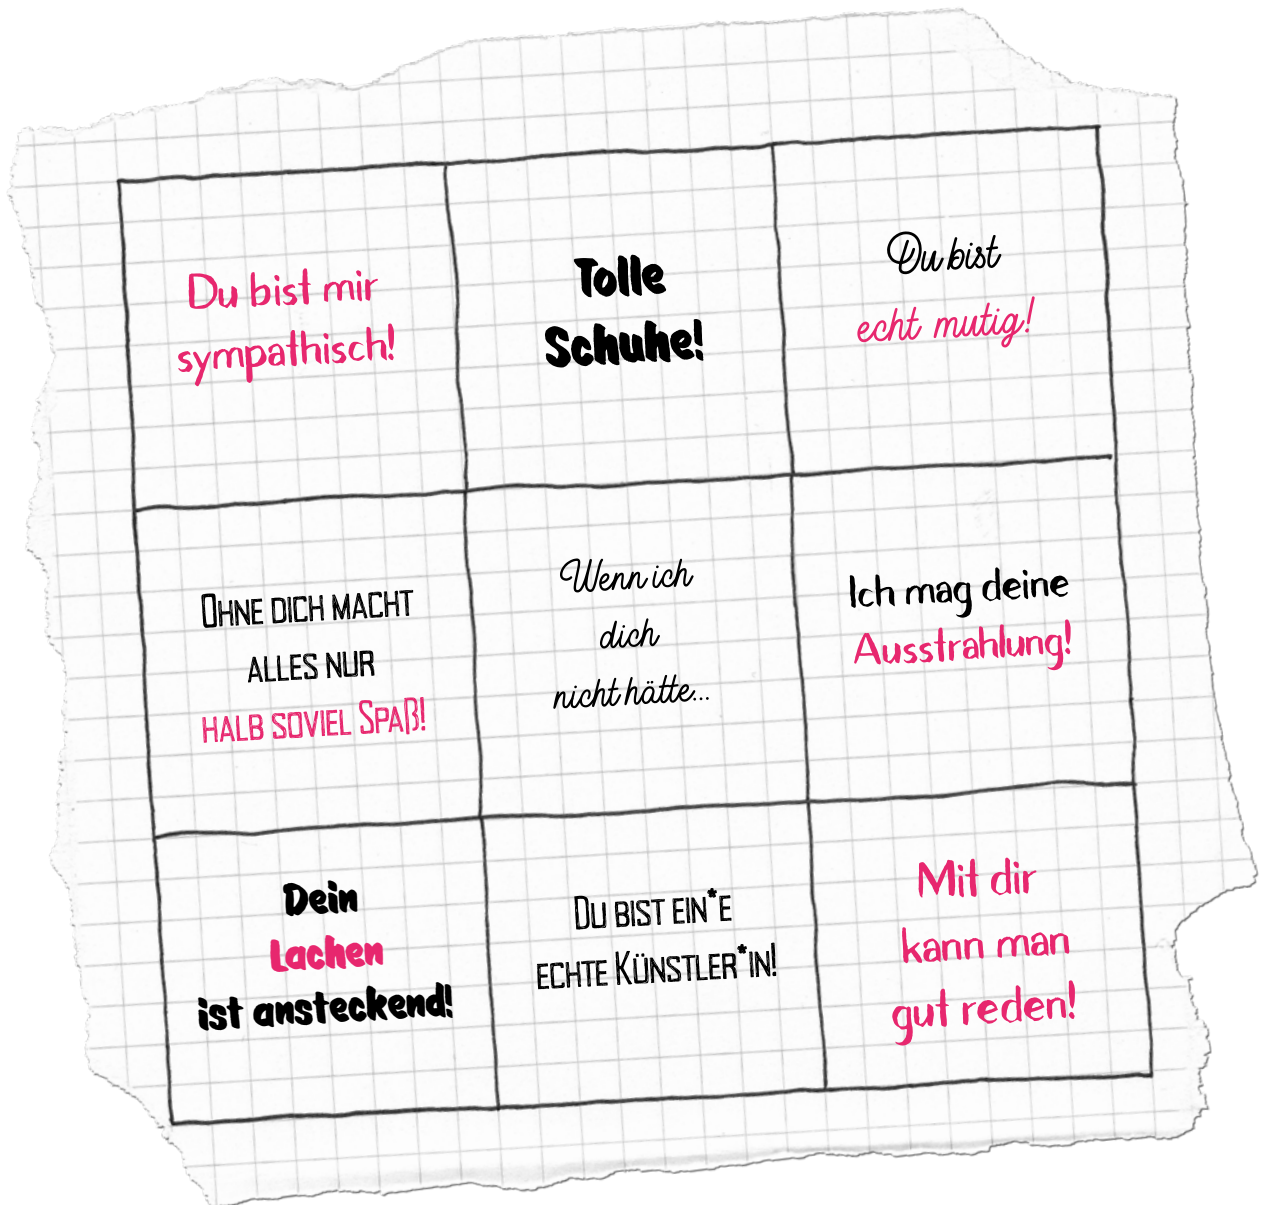 Du bist mir
sympathisch!
Tolle
Schuhe!
Du bist
echt mutig!
Ohne dich macht
alles nur
halb soviel Spaß!
Wenn ich
dich
nicht hätte...
Ich mag deine
Ausstrahlung!
Dein
Lachen
ist ansteckend!
Du bist ein*e
echte Künstler*in!
Mit dir
kann man
gut reden!